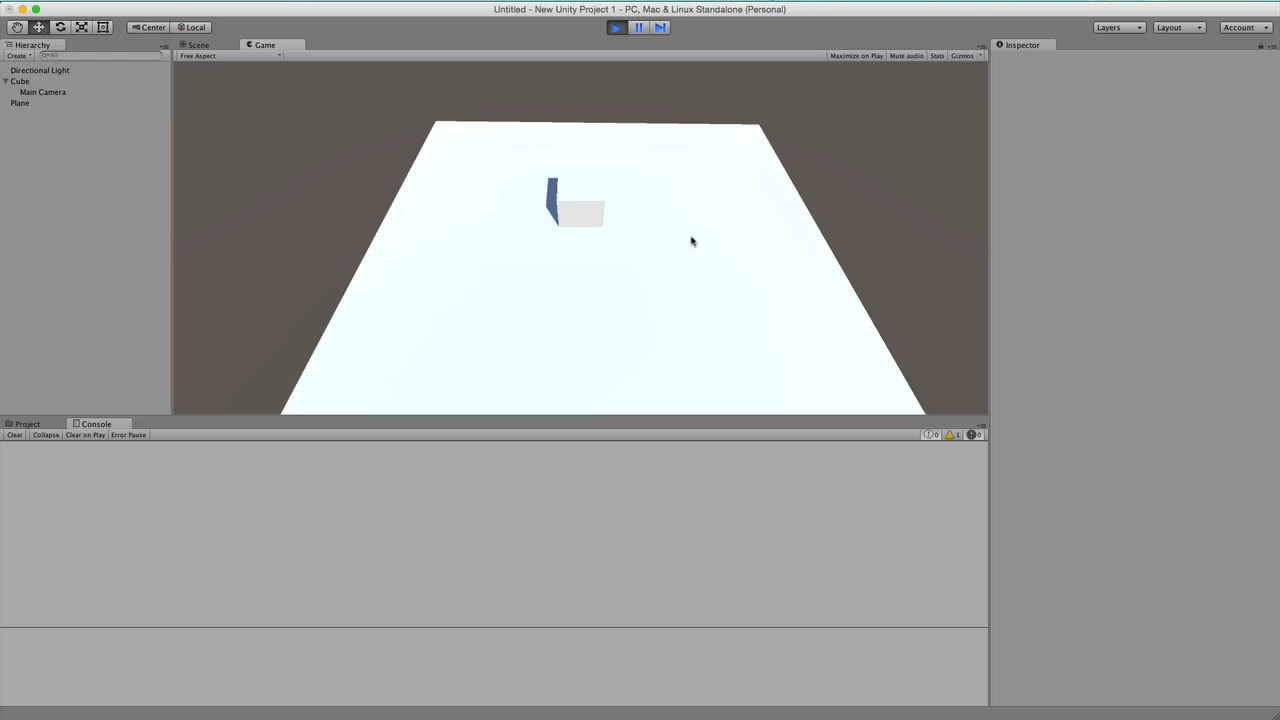 Untitled - New Unity Project 1 - PC, Mac & Linux Standalone (Personal)
Center Local Layers Layout Account
Hierarchy Scene Game Inspector
Create All Free Aspect Maximize on Play Mute audio Stats Gizmos
Directional Light
Cube
Main Camera
Plane
Project Console
Clear Collapse Clear on Play Error Pause 0 1 0